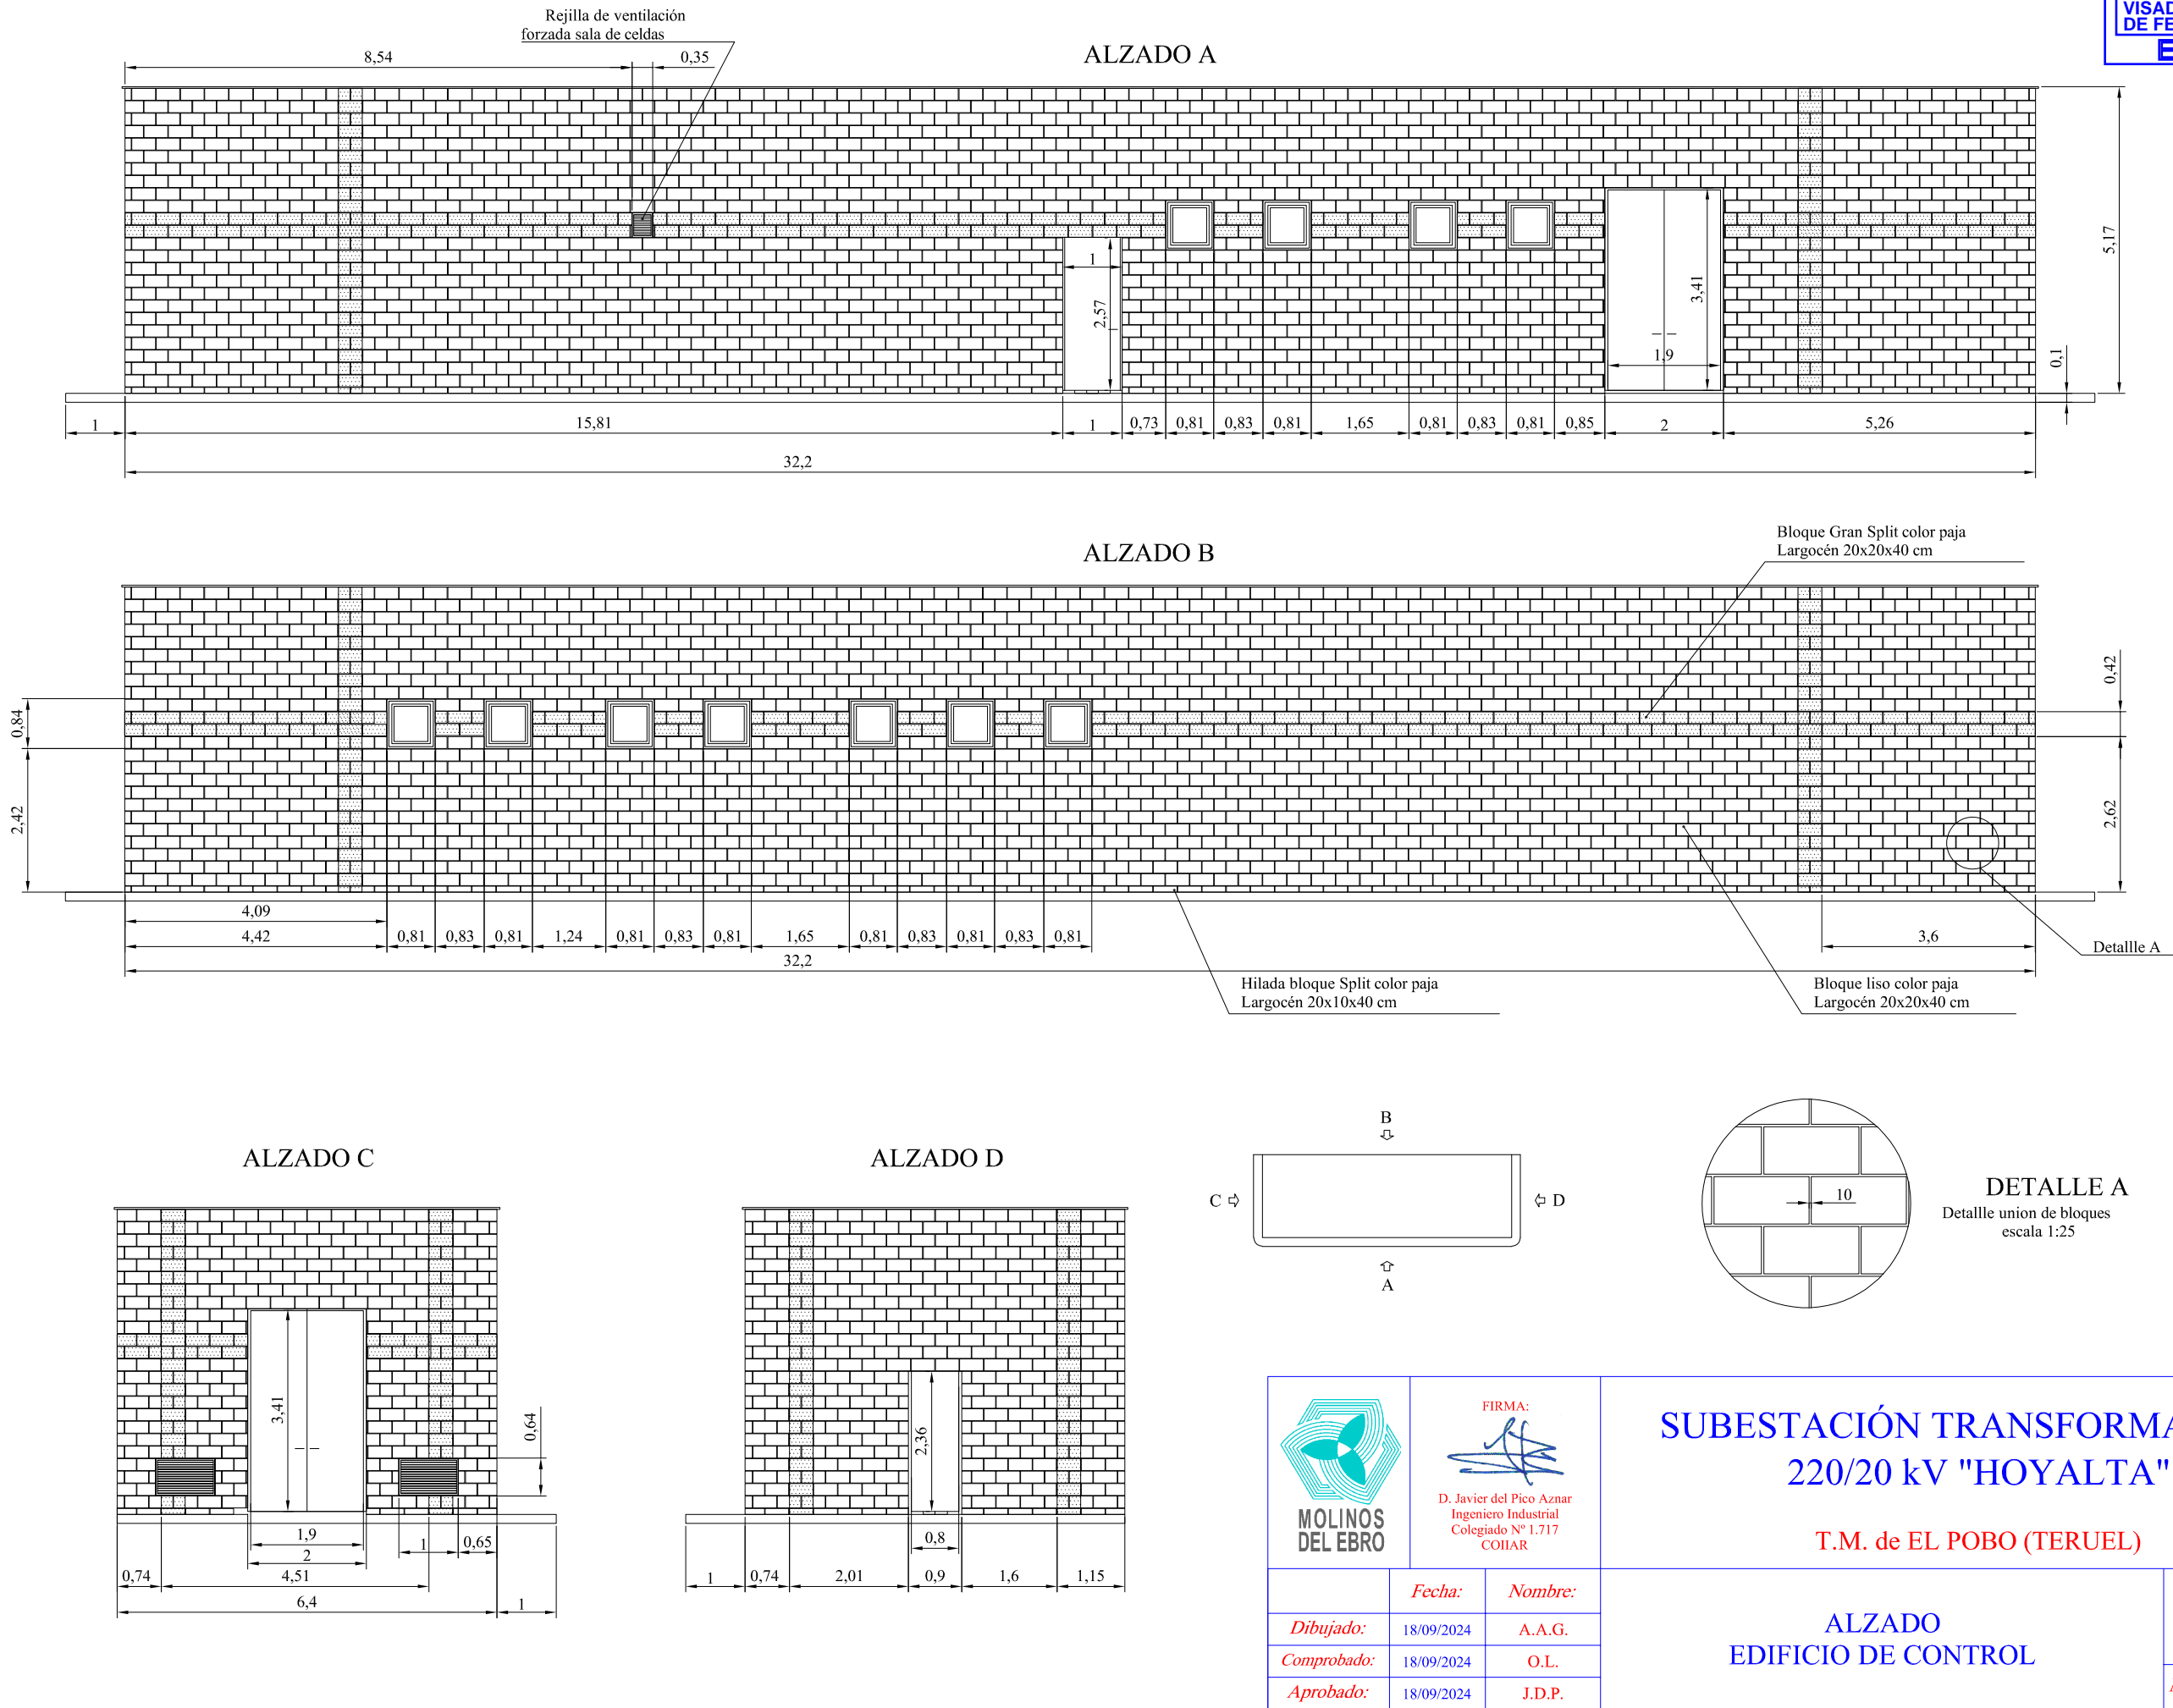 Rejilla de ventilación
forzada sala de celdas
8,54
0,35
ALZADO A
1
2,57
3,41
1,9
5,17
0,1
1
15,81
1
0,73
0,81
0,83
0,81
1,65
0,81
0,83
0,81
0,85
2
5,26
32,2
ALZADO B
Bloque Gran Split color paja
Largocén 20x20x40 cm
0,84
2,42
0,42
2,62
4,09
4,42
0,81
0,83
0,81
1,24
0,81
0,83
0,81
1,65
0,81
0,83
0,81
0,83
0,81
3,6
32,2
Detallle A
Hilada bloque Split color paja
Largocén 20x10x40 cm
Bloque liso color paja
Largocén 20x20x40 cm
ALZADO C
3,41
0,64
1,9
2
1
0,65
0,74
4,51
6,4
1
ALZADO D
2,36
0,8
1
0,74
2,01
0,9
1,6
1,15
B
C
D
A
10
DETALLE A
Detallle union de bloques
escala 1:25
MOLINOS
DEL EBRO
FIRMA:
D. Javier del Pico Aznar
Ingeniero Industrial
Colegiado Nº 1.717
COIIAR
SUBESTACIÓN TRANSFORMA
220/20 kV "HOYALTA"
T.M. de EL POBO (TERUEL)
Fecha: Nombre:
Dibujado: 18/09/2024 A.A.G.
Comprobado: 18/09/2024 O.L.
Aprobado: 18/09/2024 J.D.P.
ALZADO
EDIFICIO DE CONTROL
VISAD
DE FE